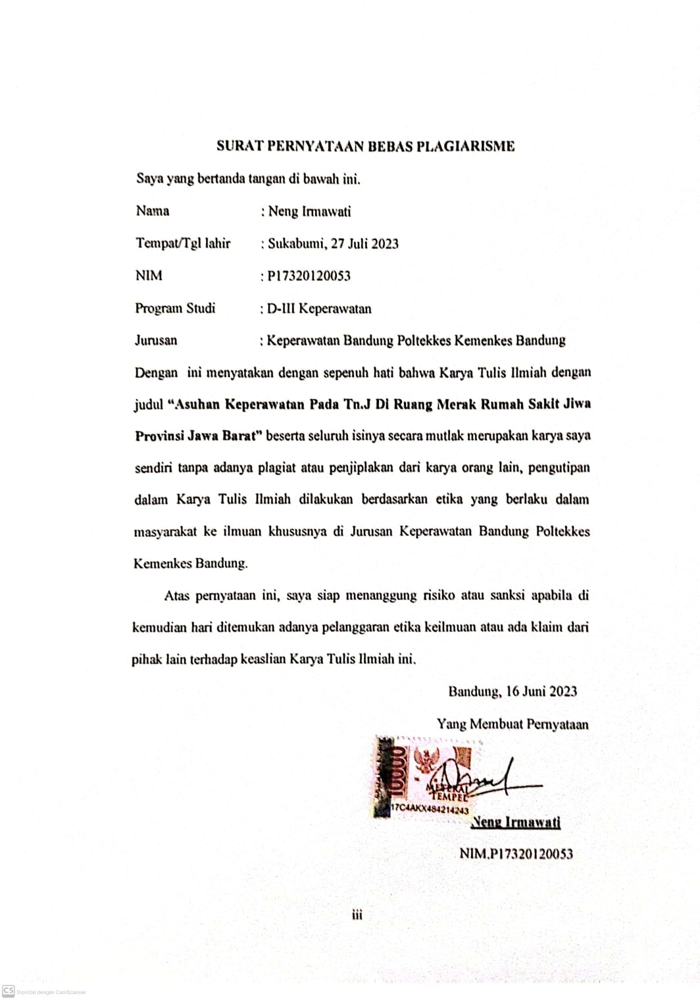 SURAT PERNYATAAN BEBAS PLAGIARISME
Saya yang bertanda tangan di bawah ini.
Nama : Neng Irmawati
Tempat/Tgl lahir : Sukabumi, 27 Juli 2023
NIM : P17320120053
Program Studi : D-III Keperawatan
Jurusan : Keperawatan Bandung Poltekkes Kemenkes Bandung
Dengan ini menyatakan dengan sepenuh hati bahwa Karya Tulis Ilmiah dengan
judul “Asuhan Keperawatan Pada Tn.J Di Ruang Merak Rumah Sakit Jiwa
Provinsi Jawa Barat” beserta seluruh isinya secara mutlak merupakan karya saya
sendiri tanpa adanya plagiat atau penjiplakan dari karya orang lain, pengutipan
dalam Karya Tulis Ilmiah dilakukan berdasarkan etika yang berlaku dalam
masyarakat ke ilmuan khususnya di Jurusan Keperawatan Bandung Poltekkes
Kemenkes Bandung.
Atas pernyataan ini, saya siap menanggung risiko atau sanksi apabila di
kemudian hari ditemukan adanya pelanggaran etika keilmuan atau ada klaim dari
pihak lain terhadap keaslian Karya Tulis Ilmiah ini.
Bandung, 16 Juni 2023
Yang Membuat Pernyataan
10000
METERAI
TEMPEL
17C4AKX484214243
Neng Irmawati
NIM.P17320120053
iii
CS Dipindai dengan CamScanner